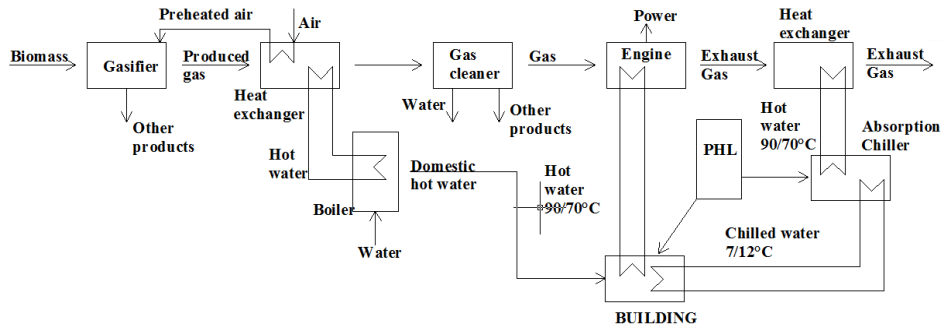 Preheated air
Air
Power
Heat
exchanger
Biomass
Gasifier
Produced
gas
Gas
cleaner
Gas
Engine
Exhaust
Gas
Exhaust
Gas
Water
Other
products
Other
products
Heat
exchanger
Hot
water
Boiler
Water
Domestic
hot water
Hot
water
90/70°C
PHL
Hot
water
90/70°C
Absorption
Chiller
Chilled water
7/12°C
BUILDING